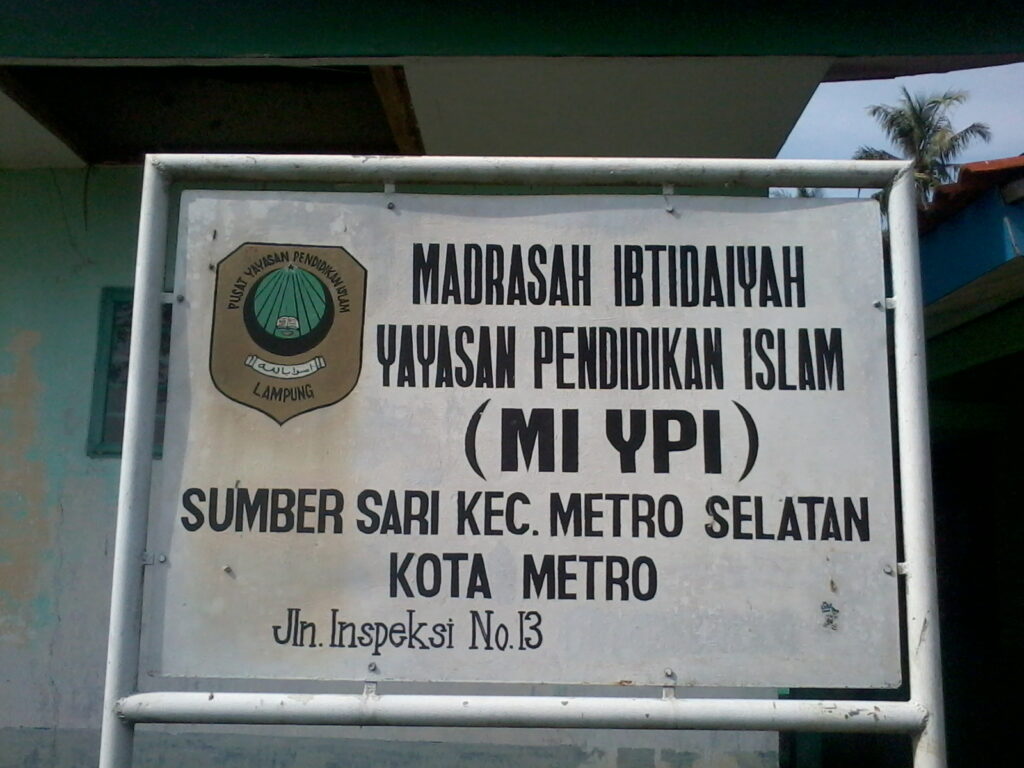 PUSAT YAYASAN PENDIDIKAN ISLAM
LAMPUNG
MADRASAH IBTIDAIYAH
YAYASAN PENDIDIKAN ISLAM
(MI YPI)
SUMBER SARI KEC. METRO SELATAN
KOTA METRO
Jln. Inspeksi No. 13